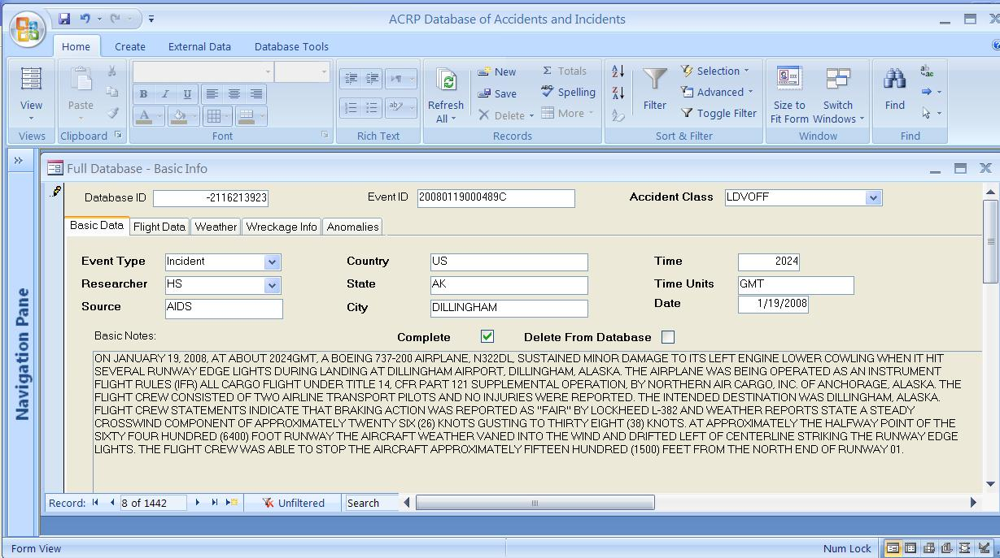 ACRP Database of Accidents and Incidents
Home Create External Data Database Tools
View
Views
Paste
Clipboard
B I U
A
Font
ab
Rich Text
Refresh All
New
Save
Delete
Σ Totals
ABC Spelling
More
Records
A Z
Z A
Filter
Selection
Advanced
Toggle Filter
Sort & Filter
Size to Fit Form
Switch Windows
Window
Find
Find
Navigation Pane
Full Database - Basic Info
Database ID -2116213923 Event ID 20080119000489C Accident Class LDVOFF
Basic Data Flight Data Weather Wreckage Info Anomalies
Event Type Incident Country US Time 2024
Researcher HS State AK Time Units GMT
Source AIDS City DILLINGHAM Date 1/19/2008
Basic Notes: Complete Delete From Database
ON JANUARY 19, 2008, AT ABOUT 2024GMT, A BOEING 737-200 AIRPLANE, N322DL, SUSTAINED MINOR DAMAGE TO ITS LEFT ENGINE LOWER COWLING WHEN IT HIT
SEVERAL RUNWAY EDGE LIGHTS DURING LANDING AT DILLINGHAM AIRPORT, DILLINGHAM, ALASKA. THE AIRPLANE WAS BEING OPERATED AS AN INSTRUMENT
FLIGHT RULES (IFR) ALL CARGO FLIGHT UNDER TITLE 14, CFR PART 121 SUPPLEMENTAL OPERATION, BY NORTHERN AIR CARGO, INC. OF ANCHORAGE, ALASKA. THE
FLIGHT CREW CONSISTED OF TWO AIRLINE TRANSPORT PILOTS AND NO INJURIES WERE REPORTED. THE INTENDED DESTINATION WAS DILLINGHAM, ALASKA.
FLIGHT CREW STATEMENTS INDICATE THAT BRAKING ACTION WAS REPORTED AS "FAIR" BY LOCKHEED L-382 AND WEATHER REPORTS STATE A STEADY
CROSSWIND COMPONENT OF APPROXIMATELY TWENTY SIX (26) KNOTS GUSTING TO THIRTY EIGHT (38) KNOTS. AT APPROXIMATELY THE HALFWAY POINT OF THE
SIXTY FOUR HUNDRED (6400) FOOT RUNWAY THE AIRCRAFT WEATHER VANED INTO THE WIND AND DRIFTED LEFT OF CENTERLINE STRIKING THE RUNWAY EDGE
LIGHTS. THE FLIGHT CREW WAS ABLE TO STOP THE AIRCRAFT APPROXIMATELY FIFTEEN HUNDRED (1500) FEET FROM THE NORTH END OF RUNWAY 01.
Record: 8 of 1442 Unfiltered Search
Form View Num Lock